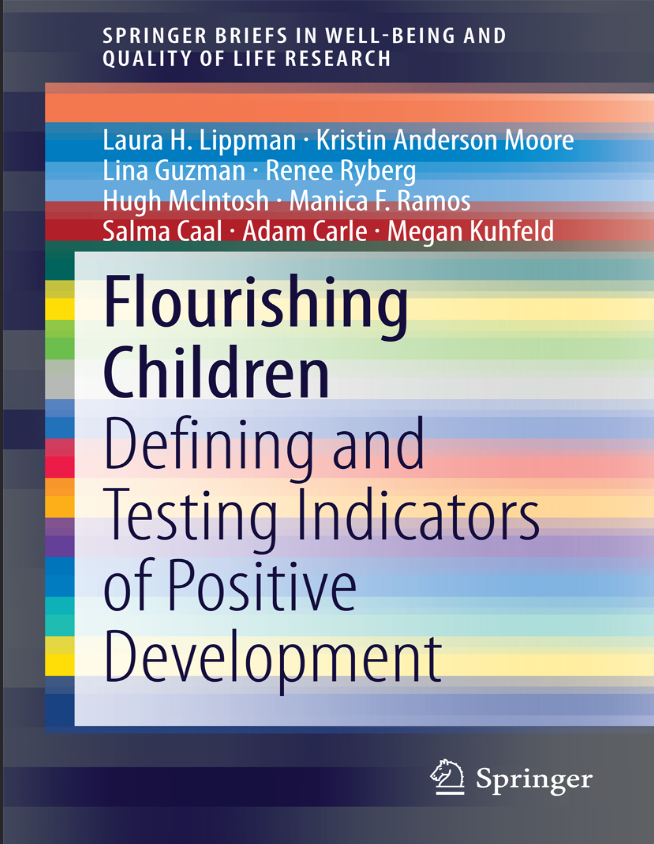 SPRINGER BRIEFS IN WELL-BEING AND
QUALITY OF LIFE RESEARCH
Laura H. Lippman · Kristin Anderson Moore
Lina Guzman · Renee Ryberg
Hugh McIntosh · Manica F. Ramos
Salma Caal · Adam Carle · Megan Kuhfeld
Flourishing
Children
Defining and
Testing Indicators
of Positive
Development
Springer